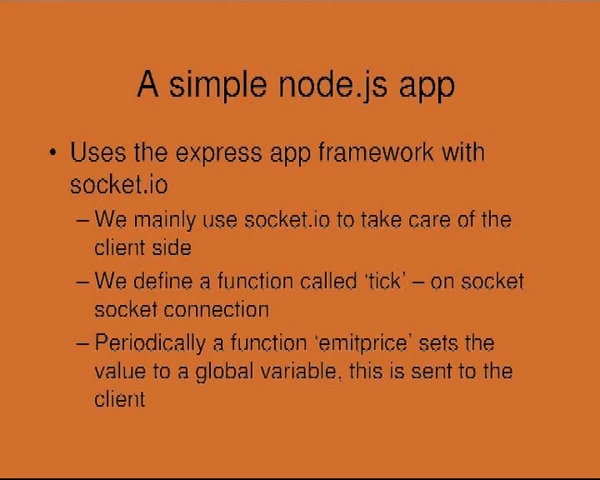 A simple node.js app
• Uses the express app framework with
socket.io
– We mainly use socket.io to take care of the
client side
– We define a function called ‘tick’ – on socket
socket connection
– Periodically a function ‘emitprice’ sets the
value to a global variable, this is sent to the
client